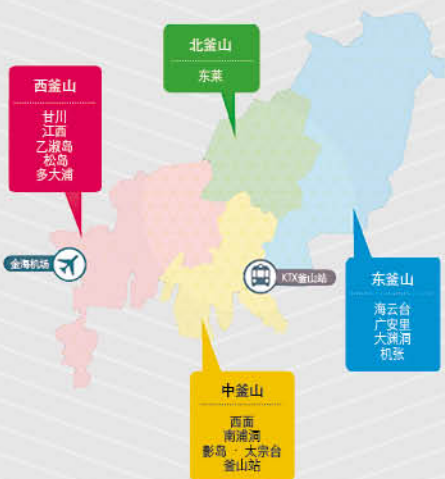 北釜山
东莱
西釜山
甘川
江西
乙淑岛
松岛
多大浦
金海机场
KTX釜山站
东釜山
海云台
广安里
大渊洞
机张
中釜山
西面
南浦洞
影岛 · 太宗台
釜山站